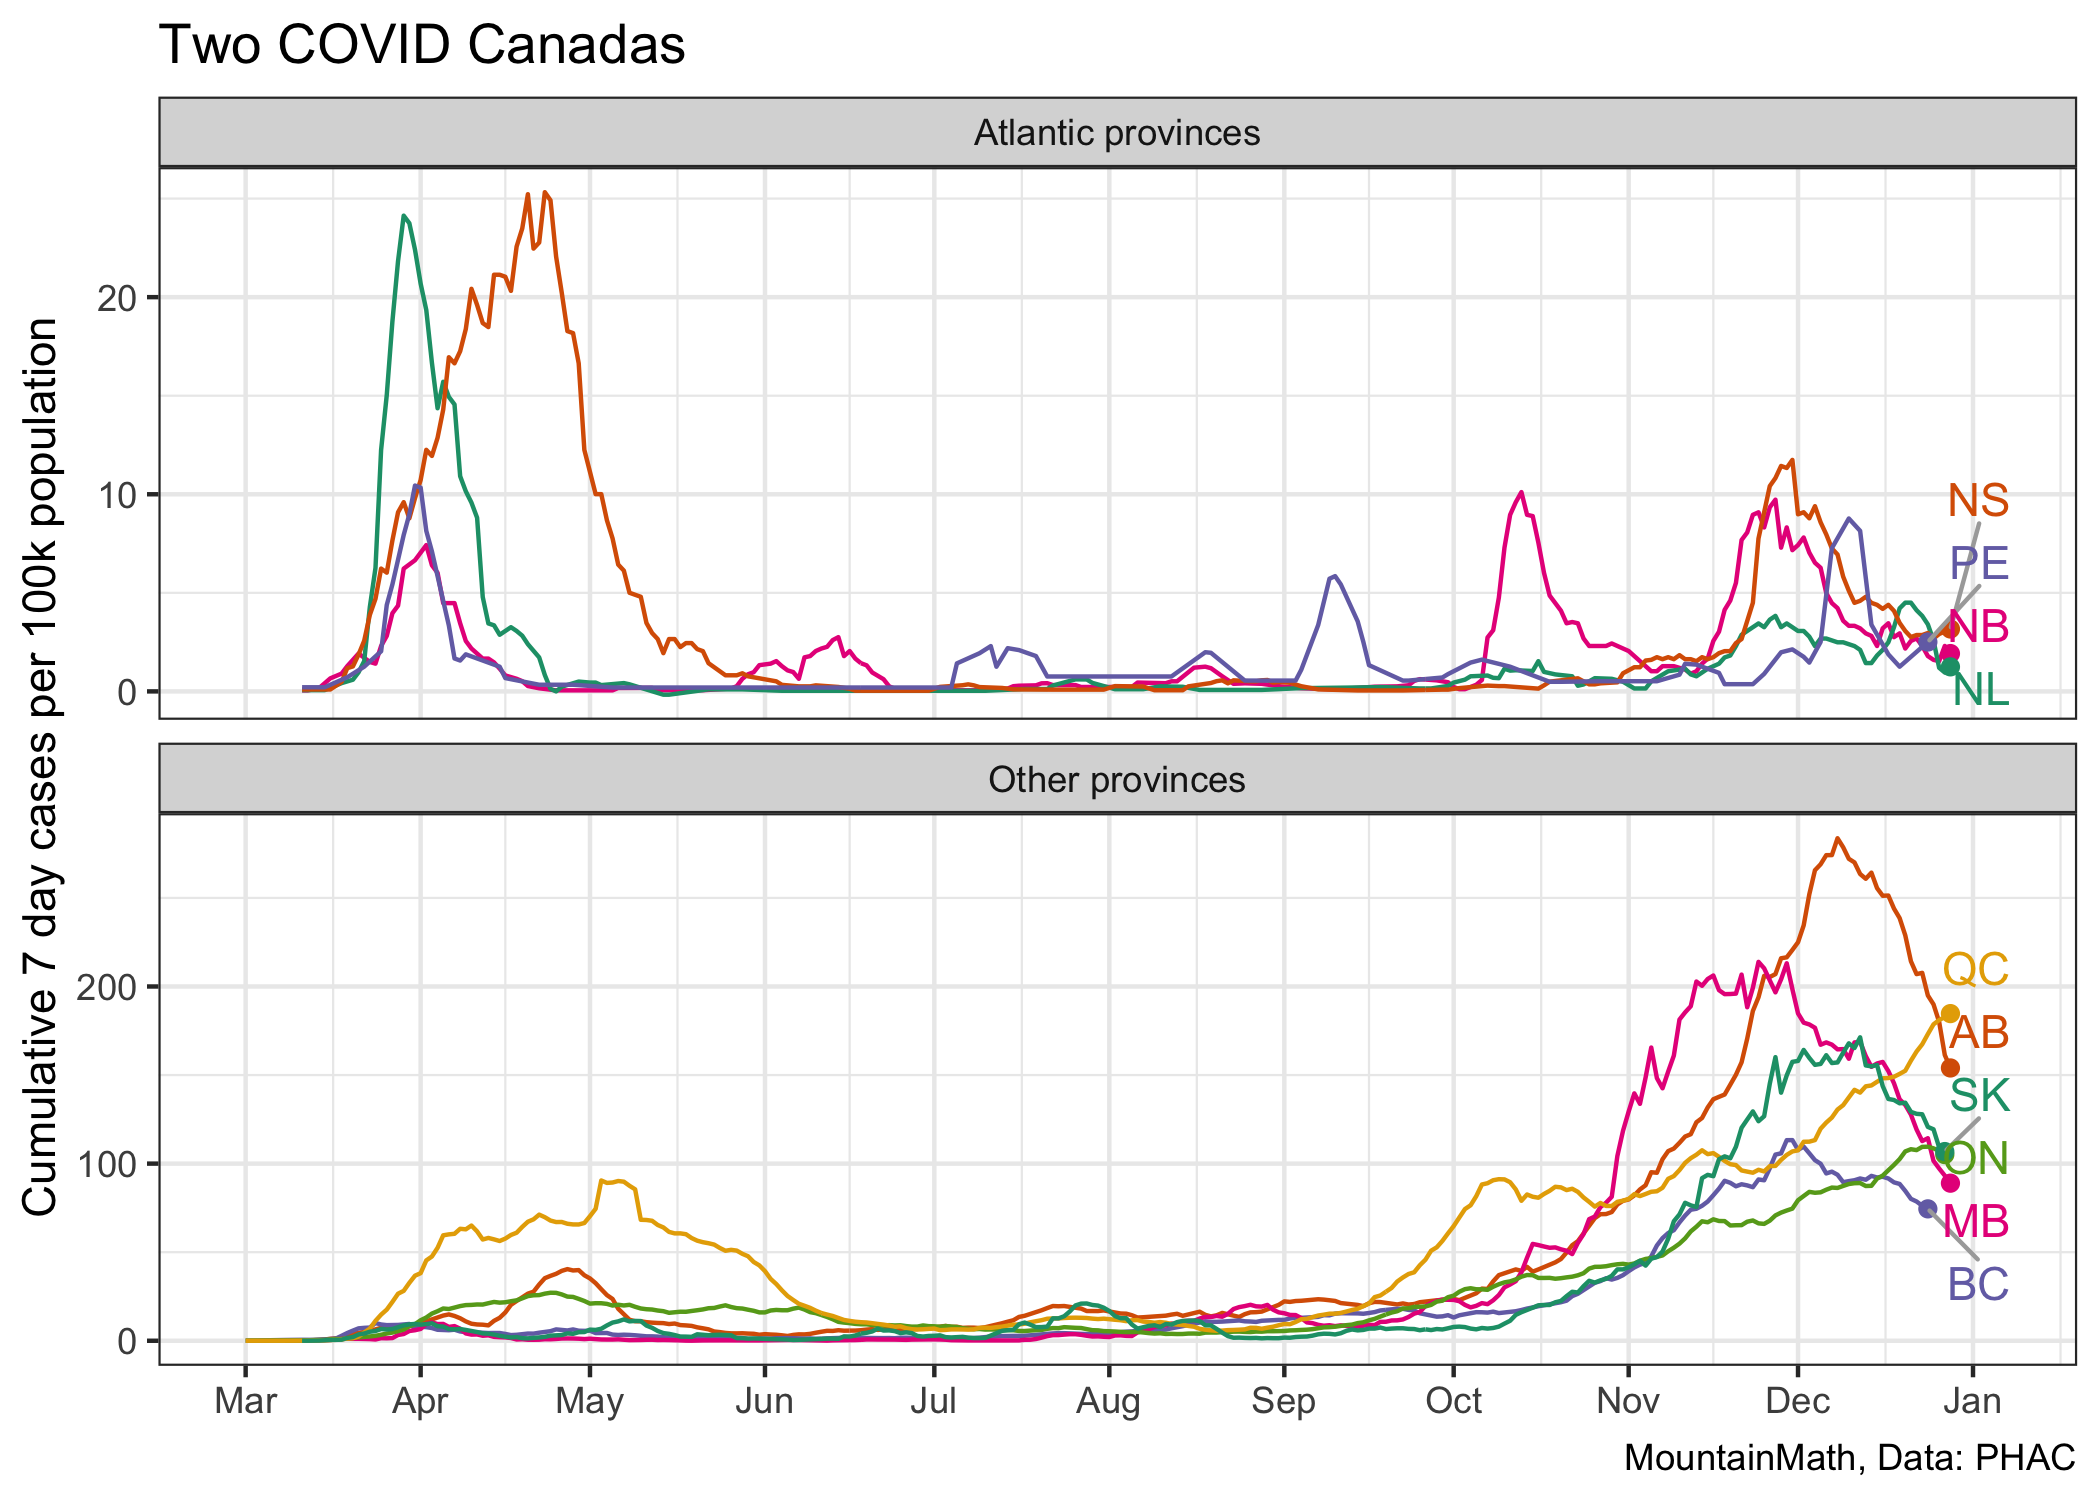 Two COVID Canadas
Atlantic provinces
20
10
0
NS
PE
NB
NL
Cumulative 7 day cases per 100k population
Other provinces
200
100
0
QC
AB
SK
ON
MB
BC
Mar Apr May Jun Jul Aug Sep Oct Nov Dec Jan
MountainMath, Data: PHAC